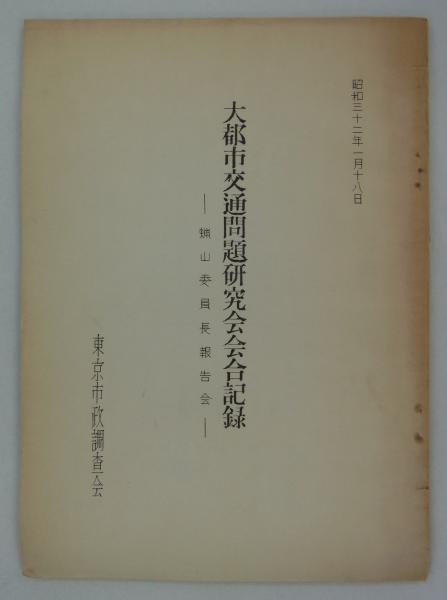 昭和三十二年一月十八日
大都市交通問題研究会会合記録
山委員長報告会
東京市政調査会